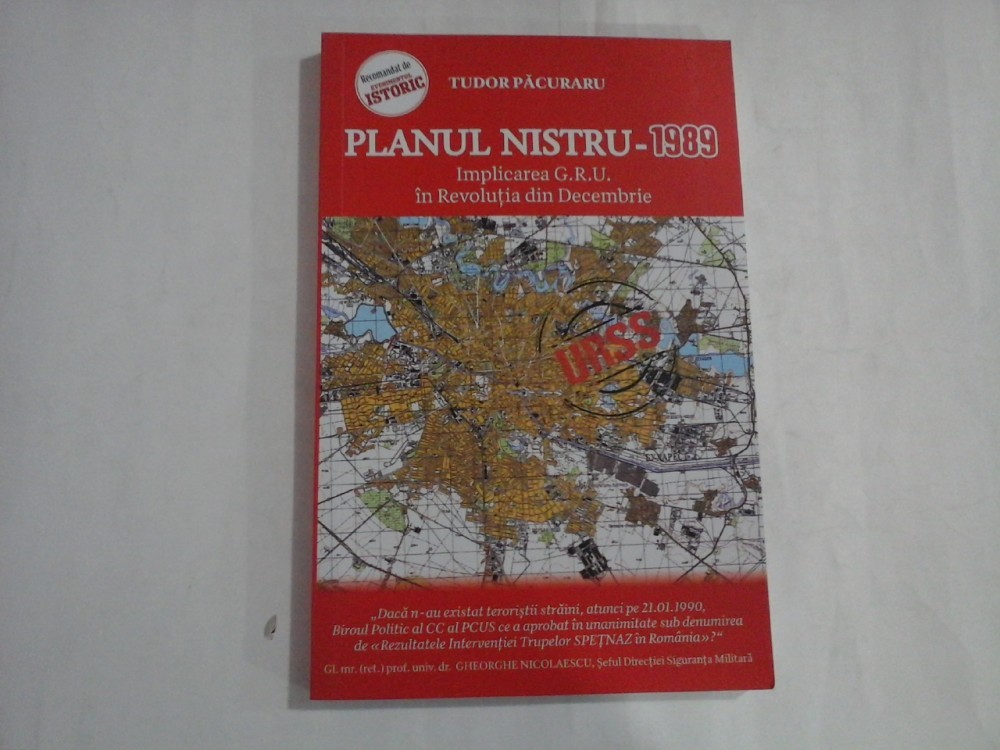 Recomandat de
EVENIMENTUL
ISTORIC
TUDOR PĂCURARU
PLANUL NISTRU-1989
Implicarea G.R.U.
în Revoluția din Decembrie
URSS
„Dacă n-au existat teroriștii străini, atunci pe 21.01.1990,
Biroul Politic al CC al PCUS ce a aprobat în unanimitate sub denumirea
de «Rezultatele Intervenției Trupelor SPEȚNAZ în România»?“
Gl. mr. (ret.) prof. univ. dr. GHEORGHE NICOLAESCU, Șeful Direcției Siguranța Militară